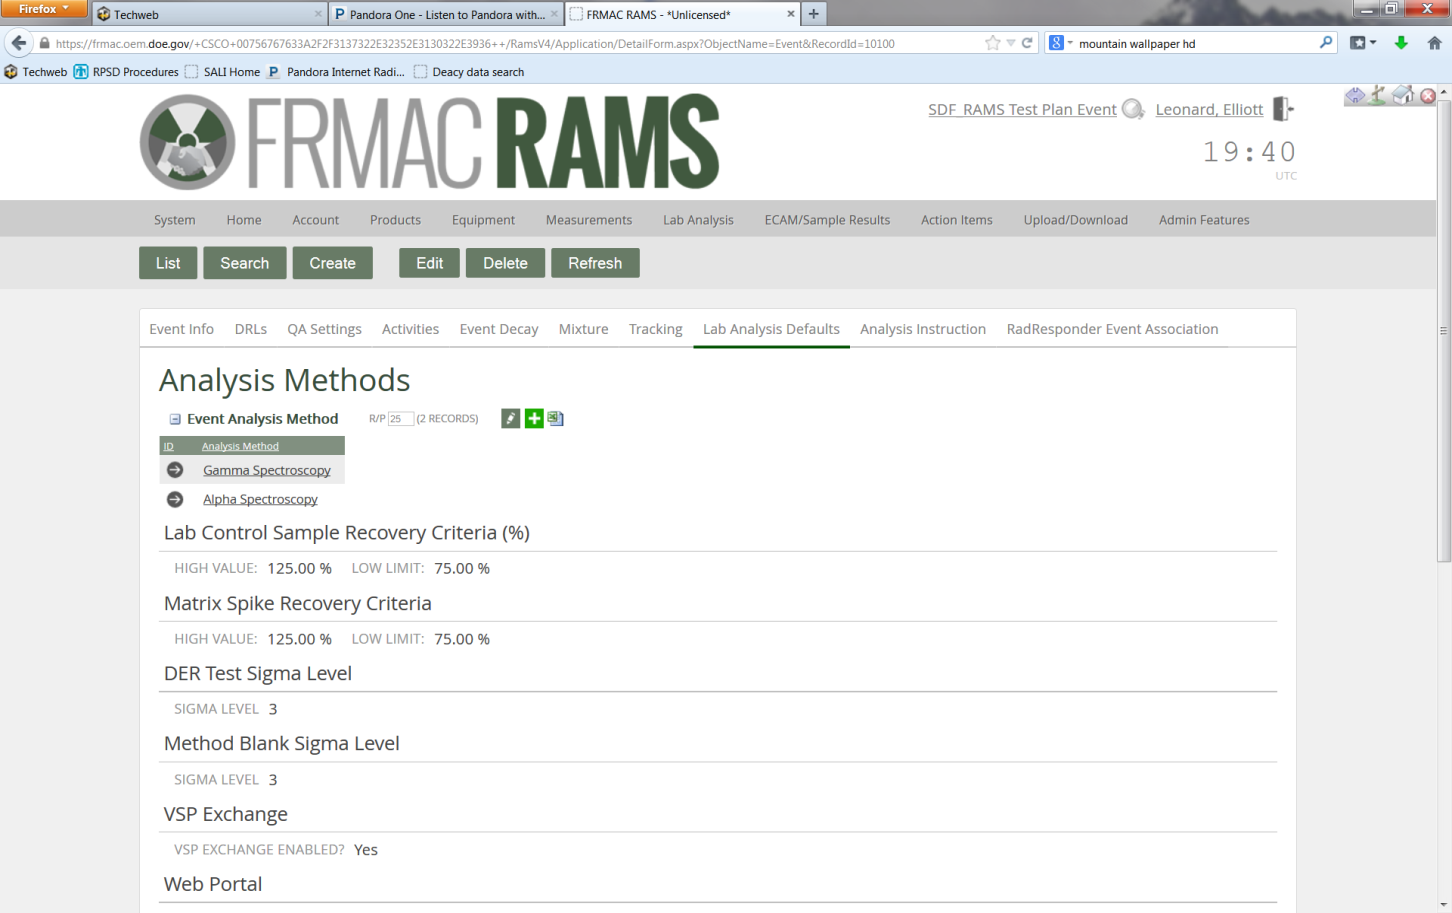 Firefox
Techweb
Pandora One - Listen to Pandora with...
FRMAC RAMS - *Unlicensed*
https://frmac.oem.doe.gov/+CSCO+00756767633A2F2F3137322E32352E3130322E3936++/RamsV4/Application/DetailForm.aspx?ObjectName=Event&RecordId=10100
mountain wallpaper hd
Techweb RPSD Procedures SALI Home Pandora Internet Radi... Deacy data search
FRMAC RAMS
SDF_RAMS Test Plan Event Leonard, Elliott
19:40
UTC
System Home Account Products Equipment Measurements Lab Analysis ECAM/Sample Results Action Items Upload/Download Admin Features
List Search Create Edit Delete Refresh
Event Info DRLs QA Settings Activities Event Decay Mixture Tracking Lab Analysis Defaults Analysis Instruction RadResponder Event Association
Analysis Methods
Event Analysis Method R/P 25 (2 RECORDS)
ID Analysis Method
Gamma Spectroscopy
Alpha Spectroscopy
Lab Control Sample Recovery Criteria (%)
HIGH VALUE: 125.00 % LOW LIMIT: 75.00 %
Matrix Spike Recovery Criteria
HIGH VALUE: 125.00 % LOW LIMIT: 75.00 %
DER Test Sigma Level
SIGMA LEVEL 3
Method Blank Sigma Level
SIGMA LEVEL 3
VSP Exchange
VSP EXCHANGE ENABLED? Yes
Web Portal